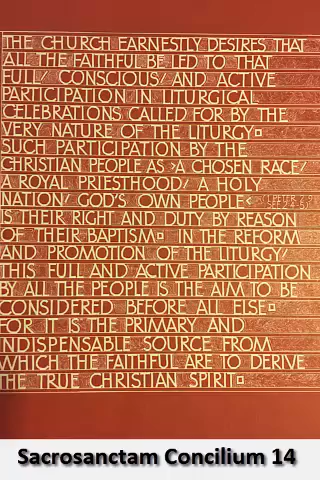 THE CHURCH EARNESTLY DESIRES THAT
ALL THE FAITHFUL BE LED TO THAT
FULL/ CONSCIOUS/ AND ACTIVE
PARTICIPATION IN LITURGICAL
CELEBRATIONS CALLED FOR BY THE
VERY NATURE OF THE LITURGY▫
SUCH PARTICIPATION BY THE
CHRISTIAN PEOPLE AS >A CHOSEN RACE/
A ROYAL PRIESTHOOD/ A HOLY
NATION/ GOD'S OWN PEOPLE<
IS THEIR RIGHT AND DUTY BY REASON
OF THEIR BAPTISM▫ IN THE REFORM
AND PROMOTION OF THE LITURGY/
THIS FULL AND ACTIVE PARTICIPATION
BY ALL THE PEOPLE IS THE AIM TO BE
CONSIDERED BEFORE ALL ELSE▫
FOR IT IS THE PRIMARY AND
INDISPENSABLE SOURCE FROM
WHICH THE FAITHFUL ARE TO DERIVE
THE TRUE CHRISTIAN SPIRIT▫
Sacrosanctam Concilium 14